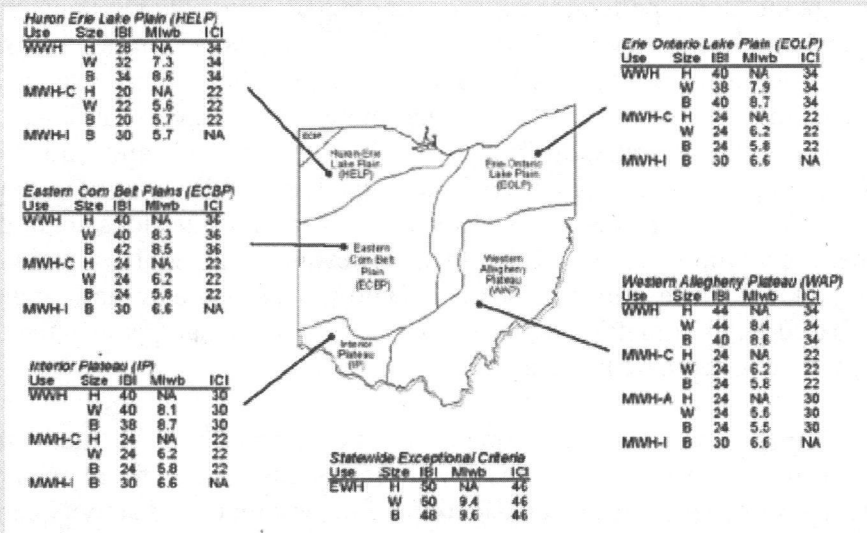 Huron Erie Lake Plain (HELP)
Use Size IBI MIwb ICI
WWH H 28 NA 34
W 32 7.3 34
B 34 8.6 34
MWH-C H 20 NA 22
W 22 5.6 22
B 20 5.7 22
MWH-I B 30 5.7 NA
Eastern Corn Belt Plains (ECBP)
Use Size IBI MIwb ICI
WWH H 40 NA 36
W 40 8.3 36
B 42 8.5 36
MWH-C H 24 NA 22
W 24 6.2 22
B 24 5.8 22
MWH-I B 30 6.6 NA
Interior Plateau (IP)
Use Size IBI MIwb ICI
WWH H 40 NA 30
W 40 8.1 30
B 38 8.7 30
MWH-C H 24 NA 22
W 24 6.2 22
B 24 5.8 22
MWH-I B 30 6.6 NA
ECBP
Huron-Erie
Lake Plain
(HELP)
Erie-Ontario
Lake Plain
(EOLP)
Eastern
Corn Belt
Plain
(ECBP)
Western
Allegheny
Plateau
(WAP)
Interior
Plateau
(IP)
Statewide Exceptional Criteria
Use Size IBI MIwb ICI
EWH H 50 NA 46
W 50 9.4 46
B 48 9.6 46
Erie Ontario Lake Plain (EOLP)
Use Size IBI MIwb ICI
WWH H 40 NA 34
W 38 7.9 34
B 40 8.7 34
MWH-C H 24 NA 22
W 24 6.2 22
B 24 5.8 22
MWH-I B 30 6.6 NA
Western Allegheny Plateau (WAP)
Use Size IBI MIwb ICI
WWH H 44 NA 34
W 44 8.4 34
B 40 8.6 34
MWH-C H 24 NA 22
W 24 6.2 22
B 24 5.8 22
MWH-A H 24 NA 30
W 24 5.5 30
B 24 5.5 30
MWH-I B 30 6.6 NA